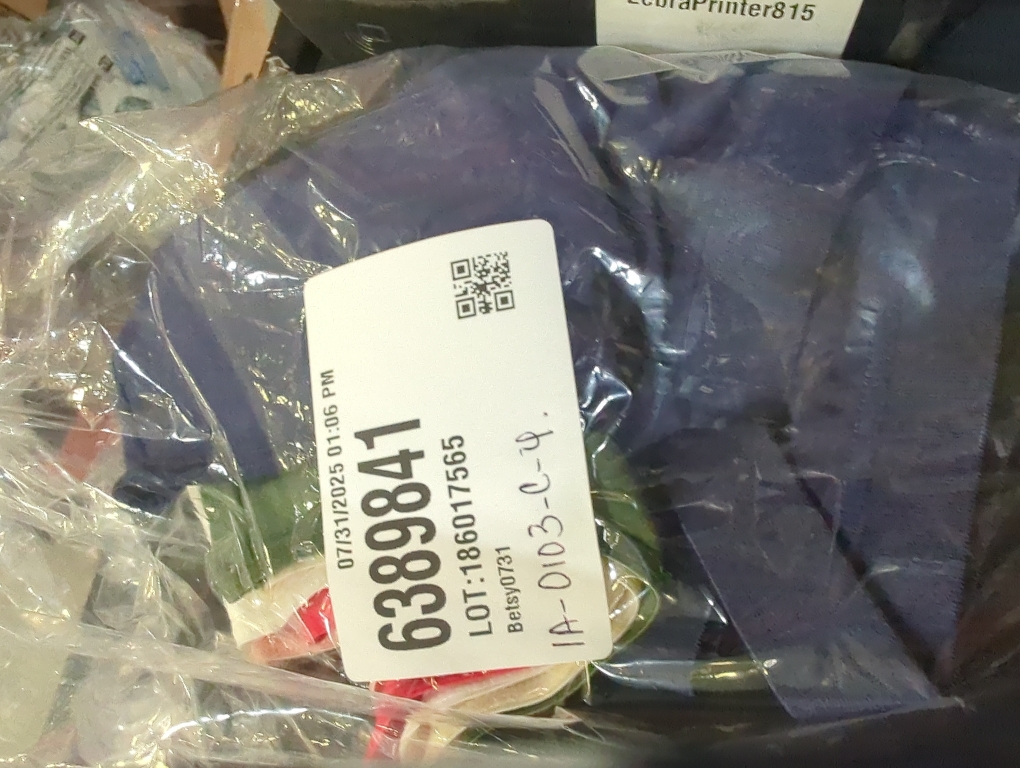 ZebraPrinter815
07/31/2025 01:06 PM
6389841
LOT:186017565
Betsy0731
1A-0103-C-4.